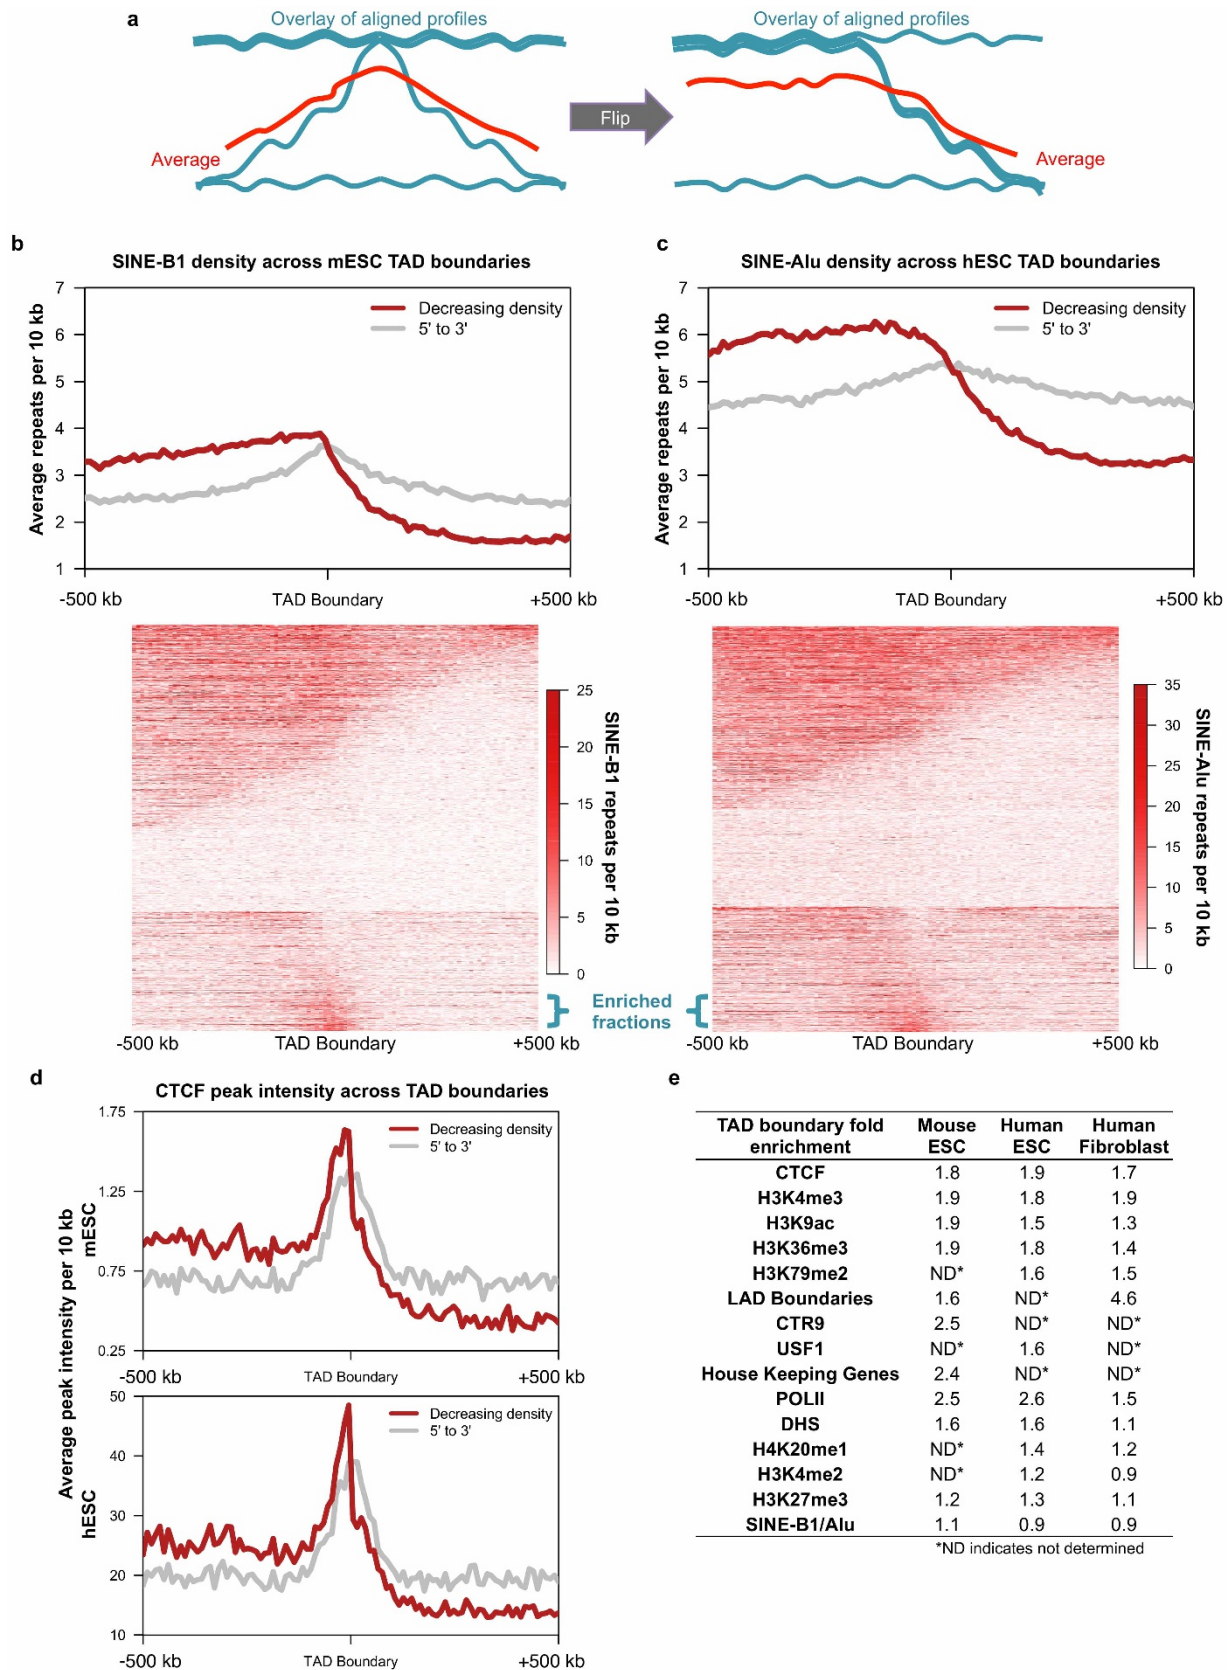 a
Overlay of aligned profiles
Overlay of aligned profiles
Flip
Average
Average
b
SINE-B1 density across mESC TAD boundaries
Average repeats per 10 kb
7
6
5
4
3
2
1
Decreasing density
5' to 3'
-500 kb TAD Boundary +500 kb
25
20
15
10
5
0
SINE-B1 repeats per 10 kb
-500 kb TAD Boundary +500 kb
c
SINE-Alu density across hESC TAD boundaries
Average repeats per 10 kb
7
6
5
4
3
2
1
Decreasing density
5' to 3'
-500 kb TAD Boundary +500 kb
35
30
25
20
15
10
5
0
SINE-Alu repeats per 10 kb
Enriched
fractions
-500 kb TAD Boundary +500 kb
d
CTCF peak intensity across TAD boundaries
Average peak intensity per 10 kb
mESC
1.75
1.25
0.75
0.25
Decreasing density
5' to 3'
-500 kb TAD Boundary +500 kb
hESC
50
40
30
20
10
Decreasing density
5' to 3'
-500 kb TAD Boundary +500 kb
e
TAD boundary fold enrichment Mouse ESC Human ESC Human Fibroblast
CTCF 1.8 1.9 1.7
H3K4me3 1.9 1.8 1.9
H3K9ac 1.9 1.5 1.3
H3K36me3 1.9 1.8 1.4
H3K79me2 ND* 1.6 1.5
LAD Boundaries 1.6 ND* 4.6
CTR9 2.5 ND* ND*
USF1 ND* 1.6 ND*
House Keeping Genes 2.4 ND* ND*
POLII 2.5 2.6 1.5
DHS 1.6 1.6 1.1
H4K20me1 ND* 1.4 1.2
H3K4me2 ND* 1.2 0.9
H3K27me3 1.2 1.3 1.1
SINE-B1/Alu 1.1 0.9 0.9
*ND indicates not determined